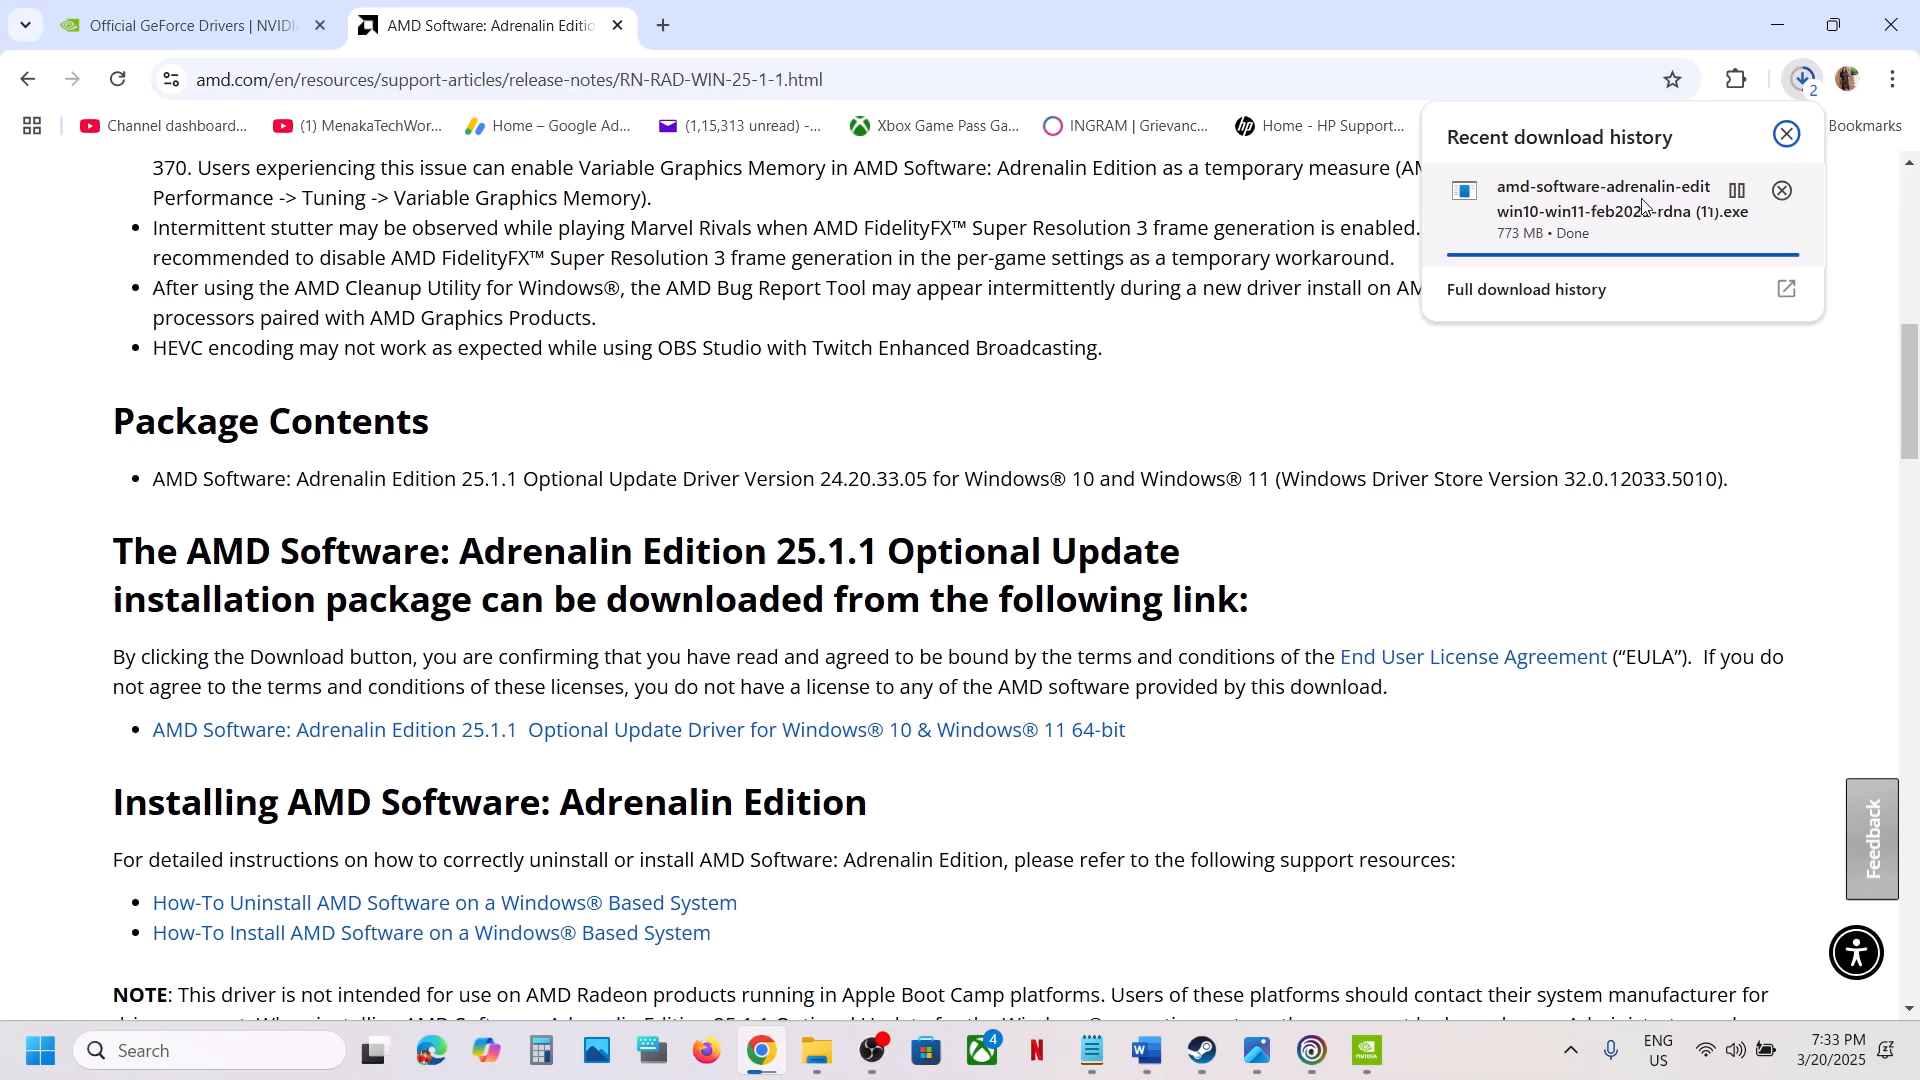 Official GeForce Drivers | NVIDI
AMD Software: Adrenalin Editio
amd.com/en/resources/support-articles/release-notes/RN-RAD-WIN-25-1-1.html
2
Channel dashboard...
(1) MenakaTechWor...
Home – Google Ad...
(1,15,313 unread) -...
Xbox Game Pass Ga...
INGRAM | Grievanc...
Home - HP Support...
Bookmarks
Recent download history
amd-software-adrenalin-edit
win10-win11-feb202 -rdna (11).exe
773 MB • Done
Full download history
370. Users experiencing this issue can enable Variable Graphics Memory in AMD Software: Adrenalin Edition as a temporary measure (AM
Performance -> Tuning -> Variable Graphics Memory).
• Intermittent stutter may be observed while playing Marvel Rivals when AMD FidelityFX™ Super Resolution 3 frame generation is enabled.
recommended to disable AMD FidelityFX™ Super Resolution 3 frame generation in the per-game settings as a temporary workaround.
• After using the AMD Cleanup Utility for Windows®, the AMD Bug Report Tool may appear intermittently during a new driver install on AM
processors paired with AMD Graphics Products.
• HEVC encoding may not work as expected while using OBS Studio with Twitch Enhanced Broadcasting.
Package Contents
• AMD Software: Adrenalin Edition 25.1.1 Optional Update Driver Version 24.20.33.05 for Windows® 10 and Windows® 11 (Windows Driver Store Version 32.0.12033.5010).
The AMD Software: Adrenalin Edition 25.1.1 Optional Update
installation package can be downloaded from the following link:
By clicking the Download button, you are confirming that you have read and agreed to be bound by the terms and conditions of the End User License Agreement (“EULA”). If you do
not agree to the terms and conditions of these licenses, you do not have a license to any of the AMD software provided by this download.
• AMD Software: Adrenalin Edition 25.1.1 Optional Update Driver for Windows® 10 & Windows® 11 64-bit
Installing AMD Software: Adrenalin Edition
For detailed instructions on how to correctly uninstall or install AMD Software: Adrenalin Edition, please refer to the following support resources:
• How-To Uninstall AMD Software on a Windows® Based System
• How-To Install AMD Software on a Windows® Based System
NOTE: This driver is not intended for use on AMD Radeon products running in Apple Boot Camp platforms. Users of these platforms should contact their system manufacturer for
Feedback
Search
4
ENG
US
7:33 PM
3/20/2025